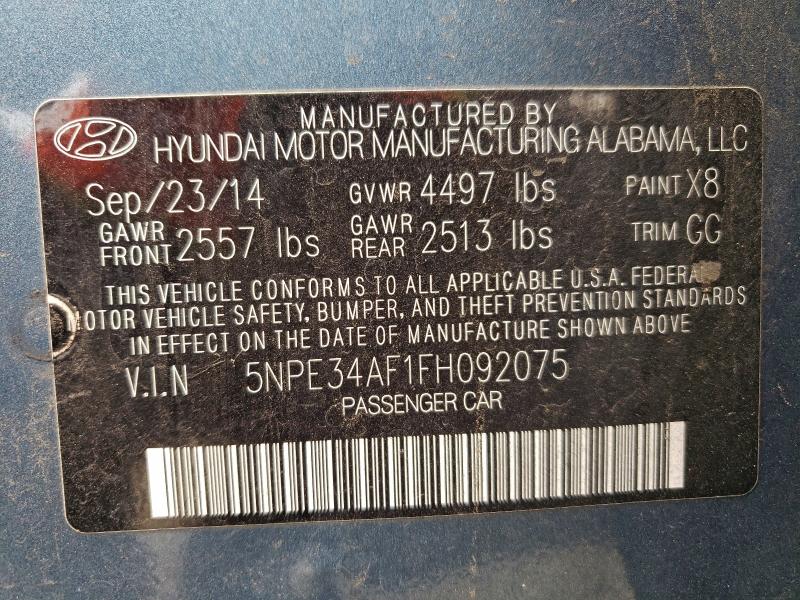 MANUFACTURED BY
HYUNDAI MOTOR MANUFACTURING ALABAMA, LLC
Sep/23/14 GVWR 4497 lbs PAINT X8
GAWR FRONT 2557 lbs GAWR REAR 2513 lbs TRIM GG
THIS VEHICLE CONFORMS TO ALL APPLICABLE U.S.A. FEDERA
OTOR VEHICLE SAFETY, BUMPER, AND THEFT PREVENTION STANDARDS
IN EFFECT ON THE DATE OF MANUFACTURE SHOWN ABOVE
V.I.N 5NPE34AF1FH092075
PASSENGER CAR